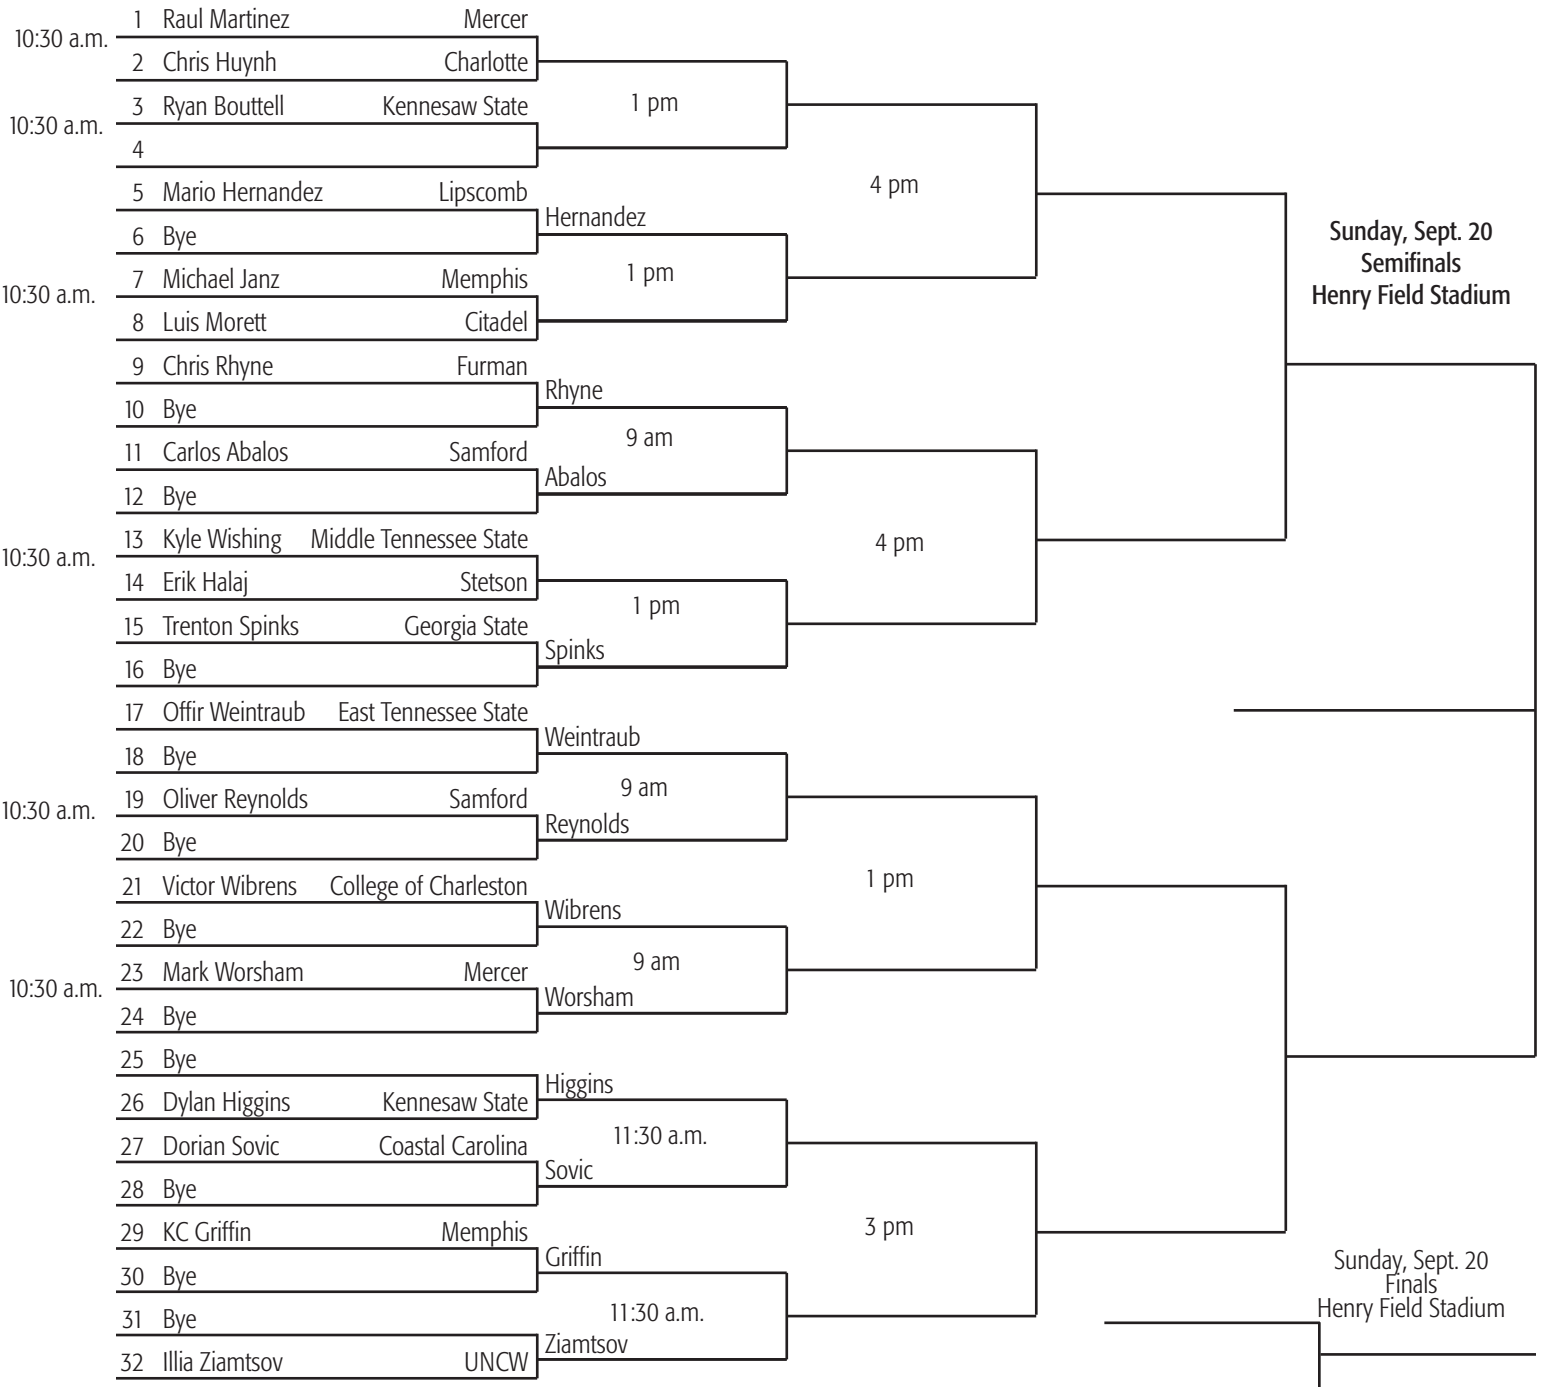 10:30 a.m.
1 Raul Martinez Mercer
2 Chris Huynh Charlotte
10:30 a.m.
3 Ryan Bouttell Kennesaw State
4
5 Mario Hernandez Lipscomb
6 Bye
10:30 a.m.
7 Michael Janz Memphis
8 Luis Morett Citadel
9 Chris Rhyne Furman
10 Bye
11 Carlos Abalos Samford
12 Bye
10:30 a.m.
13 Kyle Wishing Middle Tennessee State
14 Erik Halaj Stetson
15 Trenton Spinks Georgia State
16 Bye
17 Offir Weintraub East Tennessee State
18 Bye
10:30 a.m.
19 Oliver Reynolds Samford
20 Bye
21 Victor Wibrens College of Charleston
22 Bye
10:30 a.m.
23 Mark Worsham Mercer
24 Bye
25 Bye
26 Dylan Higgins Kennesaw State
27 Dorian Sovic Coastal Carolina
28 Bye
29 KC Griffin Memphis
30 Bye
31 Bye
32 Illia Ziamtsov UNCW
1 pm
Hernandez
1 pm
Rhyne
9 am
Abalos
1 pm
Spinks
Weintraub
9 am
Reynolds
Wibrens
9 am
Worsham
Higgins
11:30 a.m.
Sovic
Griffin
11:30 a.m.
Ziamtsov
4 pm
4 pm
1 pm
3 pm
Sunday, Sept. 20
Semifinals
Henry Field Stadium
Sunday, Sept. 20
Finals
Henry Field Stadium